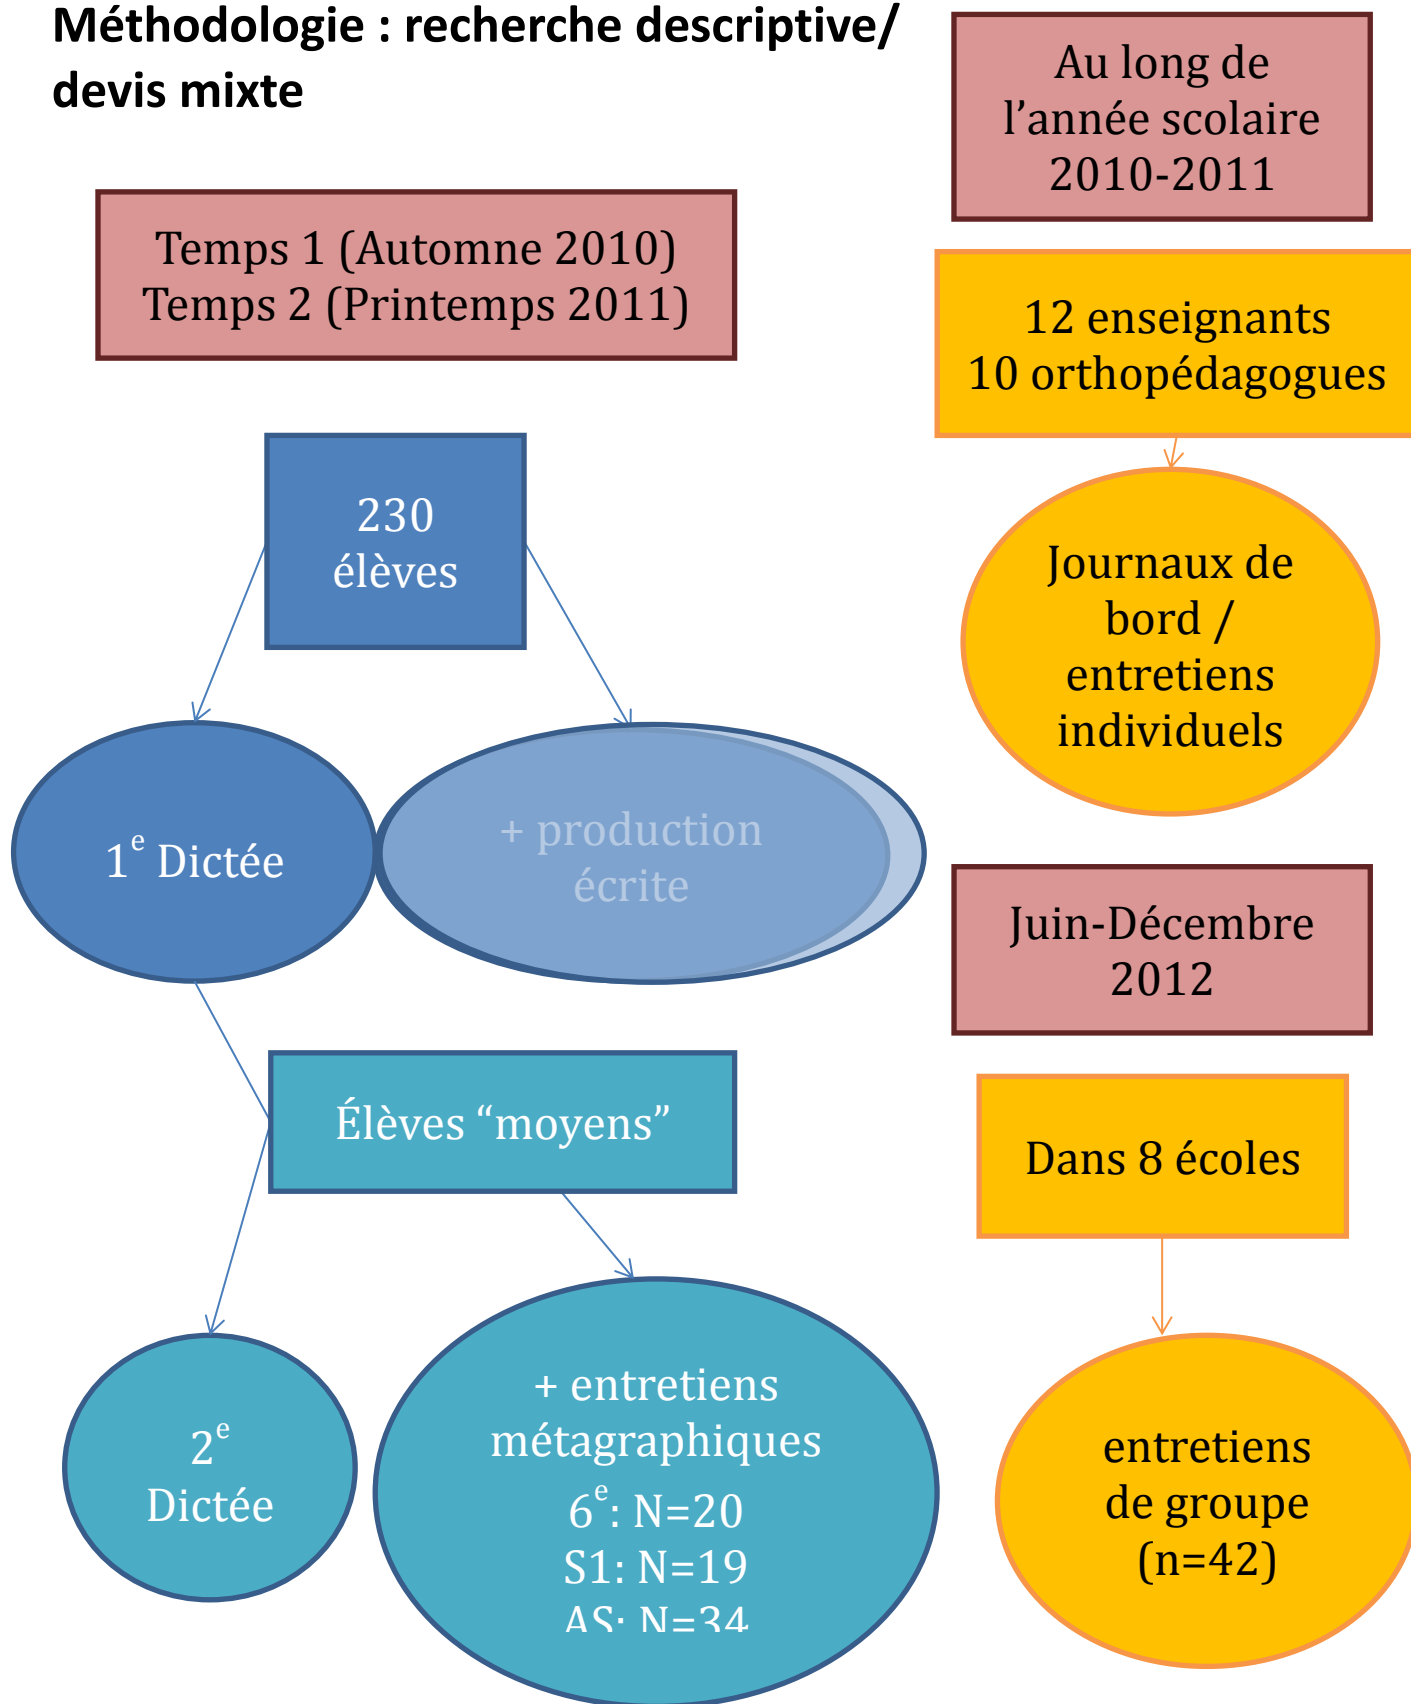 Méthodologie : recherche descriptive/
devis mixte
Temps 1 (Automne 2010)
Temps 2 (Printemps 2011)
230
élèves
1e Dictée
+ production
écrite
Élèves “moyens”
2e
Dictée
+ entretiens
métagraphiques
6e: N=20
S1: N=19
AS: N=34
Au long de
l’année scolaire
2010-2011
12 enseignants
10 orthopédagogues
Journaux de
bord /
entretiens
individuels
Juin-Décembre
2012
Dans 8 écoles
entretiens
de groupe
(n=42)